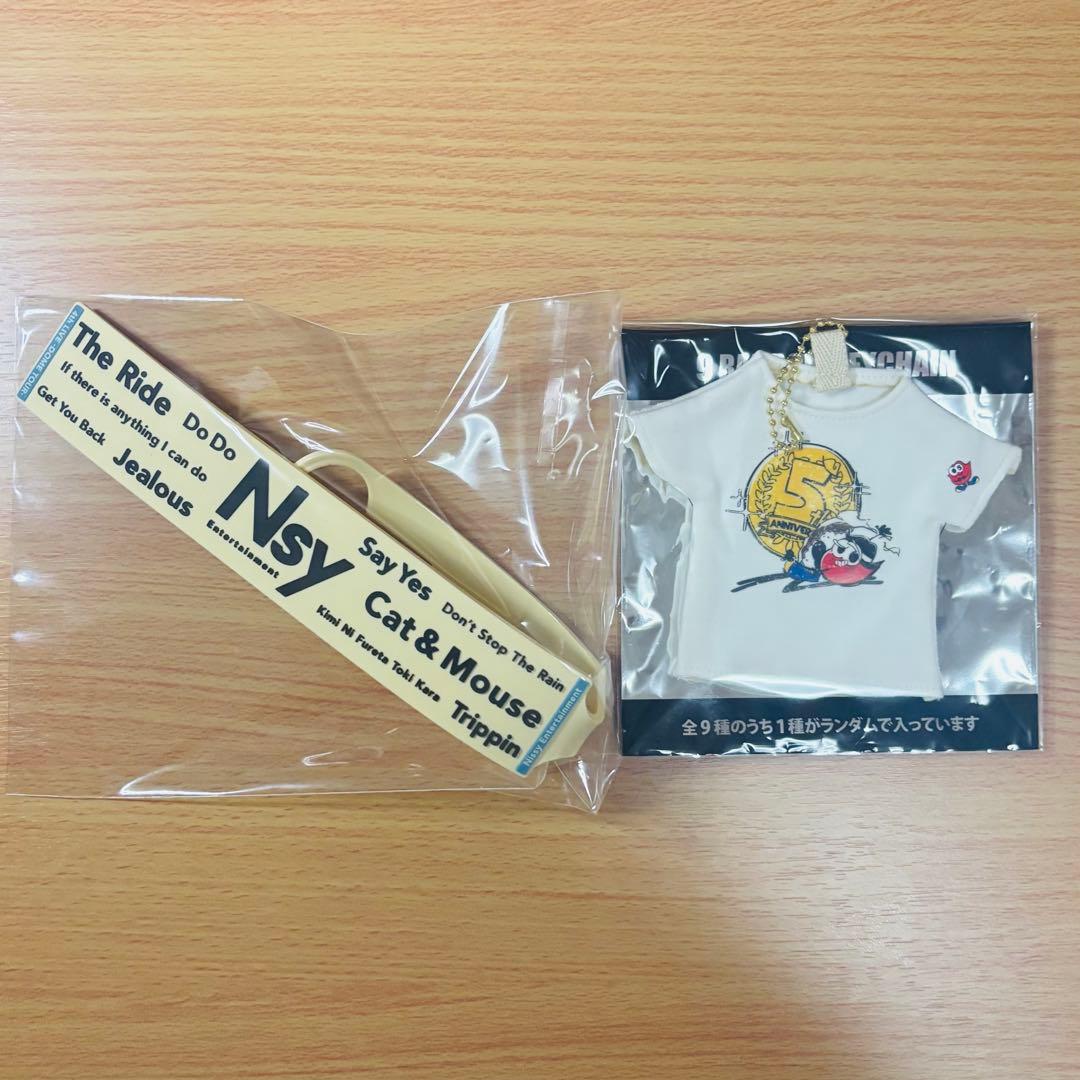 4th LIVE -DOME TOUR-
The Ride
Do Do
If there is anything I can do
Get You Back
Jealous
Nsy
Entertainment
Say Yes
Don't Stop The Rain
Cat & Mouse
Kimi Ni Fureta Toki Kara
Trippin
Nissy Entertainment
5th
ANNIVER
全9種のうち1種がランダムで入っています